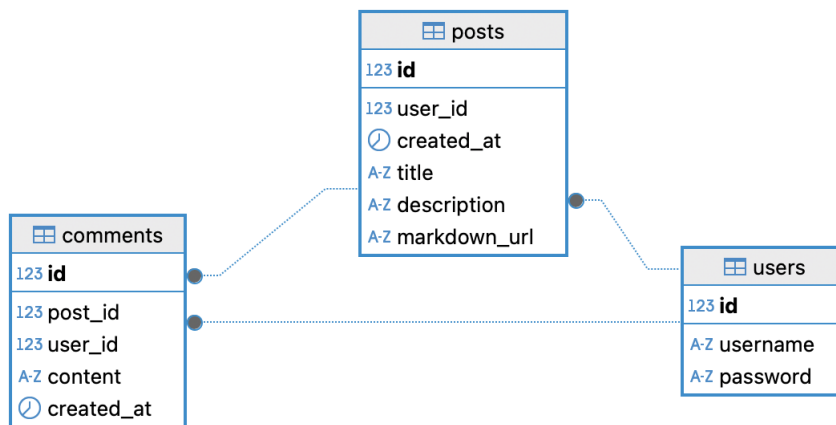 posts
123 id
123 user_id
created_at
A-Z title
A-Z description
A-Z markdown_url
comments
123 id
123 post_id
123 user_id
A-Z content
created_at
users
123 id
A-Z username
A-Z password